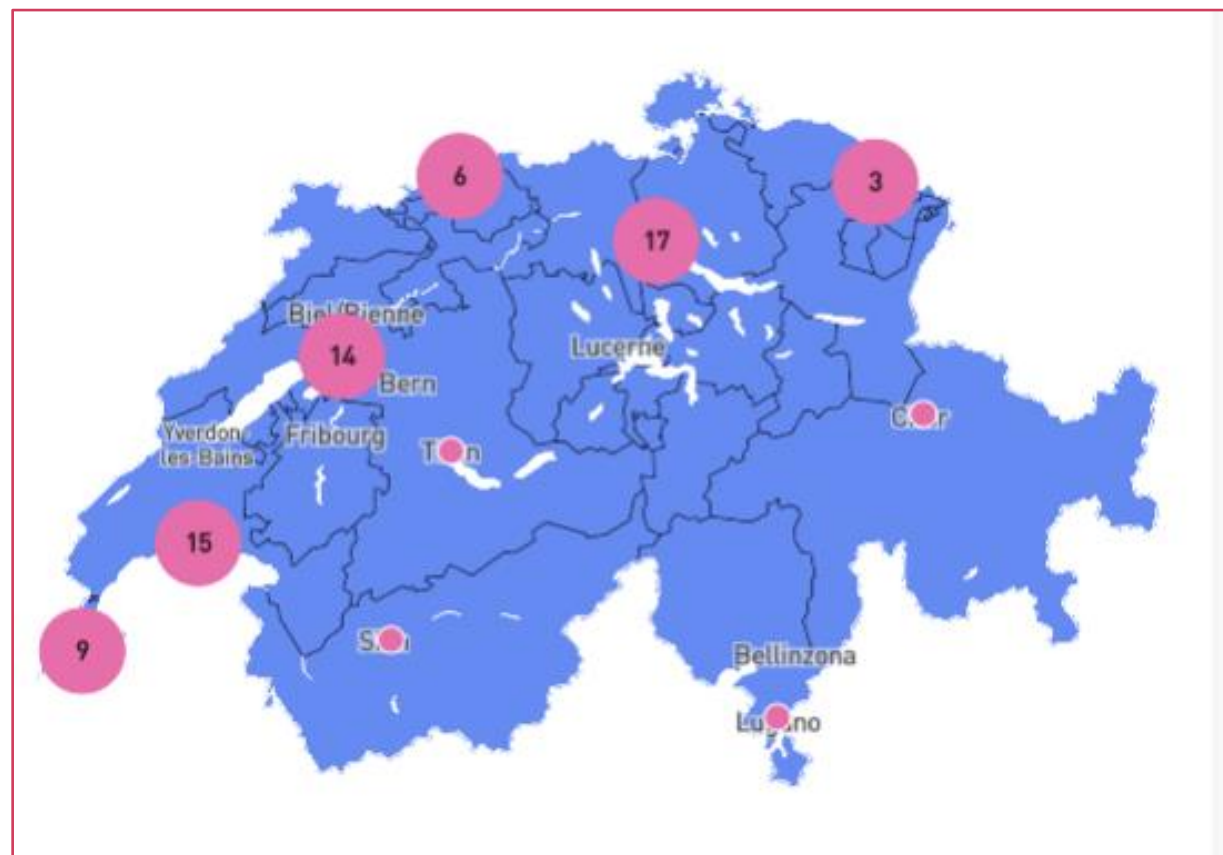 6
3
17
Biel/Bienne
14
Lucerne
Bern
Yverdon
les-Bains
Fribourg
15
9
Bellinzona